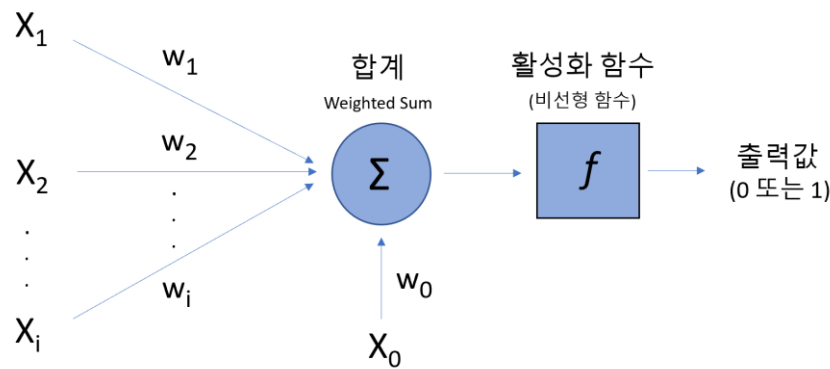 X₁
w₁
합계
Weighted Sum
활성화 함수
(비선형 함수)
X₂
w₂
Σ
f
출력값
(0 또는 1)
wᵢ
w₀
Xᵢ
X₀